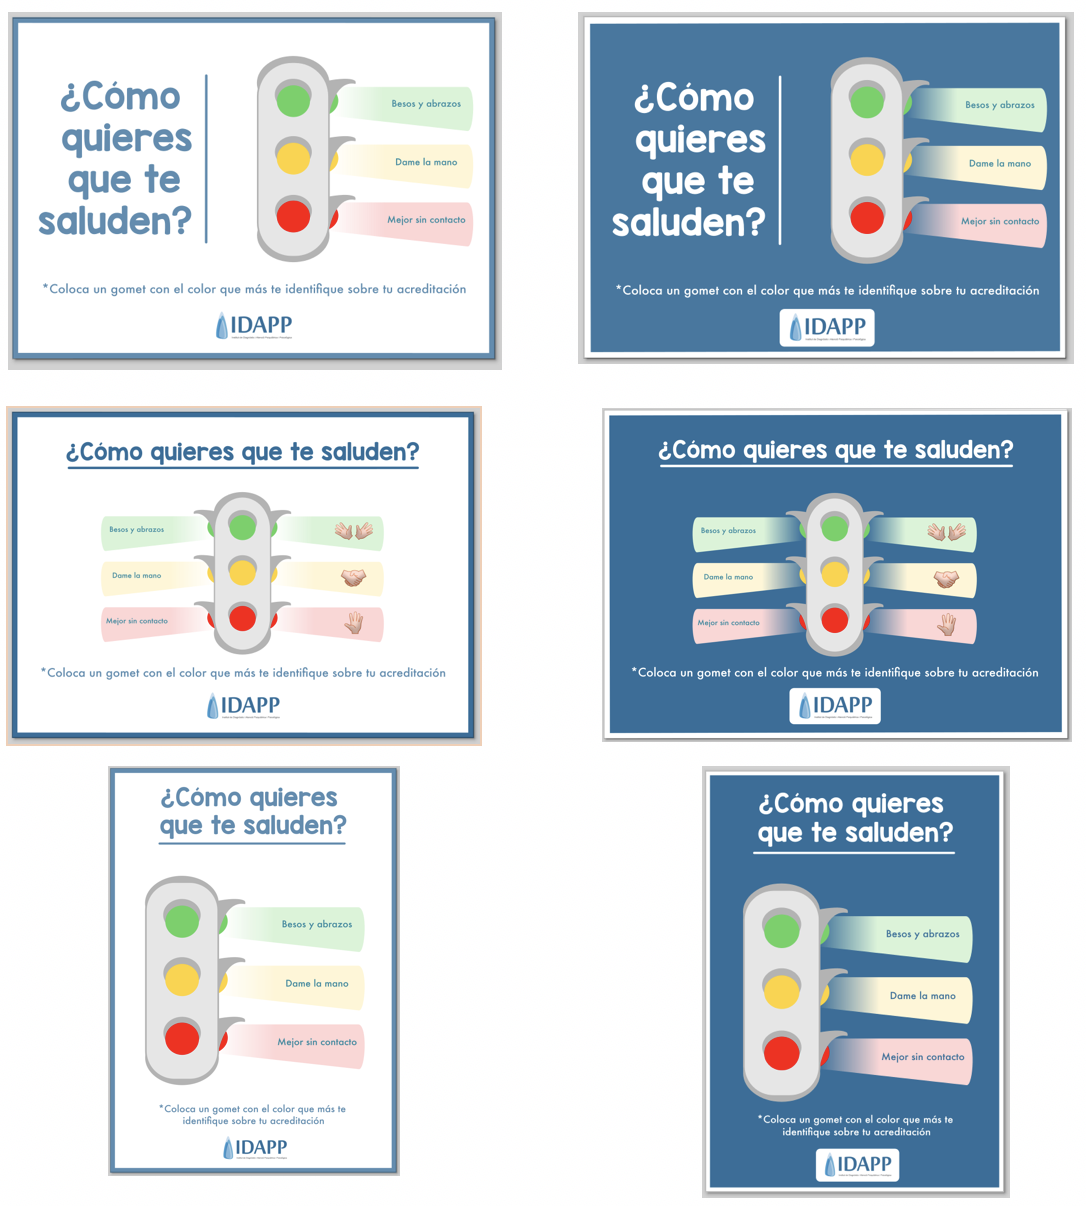 ¿Cómo
quieres
que te
saluden?
Besos y abrazos
Dame la mano
Mejor sin contacto
*Coloca un gomet con el color que más te identifique sobre tu acreditación
IDAPP
¿Cómo
quieres
que te
saluden?
Besos y abrazos
Dame la mano
Mejor sin contacto
*Coloca un gomet con el color que más te identifique sobre tu acreditación
IDAPP
¿Cómo quieres que te saluden?
Besos y abrazos
Dame la mano
Mejor sin contacto
*Coloca un gomet con el color que más te identifique sobre tu acreditación
IDAPP
¿Cómo quieres que te saluden?
Besos y abrazos
Dame la mano
Mejor sin contacto
*Coloca un gomet con el color que más te identifique sobre tu acreditación
IDAPP
¿Cómo quieres
que te saluden?
Besos y abrazos
Dame la mano
Mejor sin contacto
*Coloca un gomet con el color que más te
identifique sobre tu acreditación
IDAPP
¿Cómo quieres
que te saluden?
Besos y abrazos
Dame la mano
Mejor sin contacto
*Coloca un gomet con el color que más te
identifique sobre tu acreditación
IDAPP